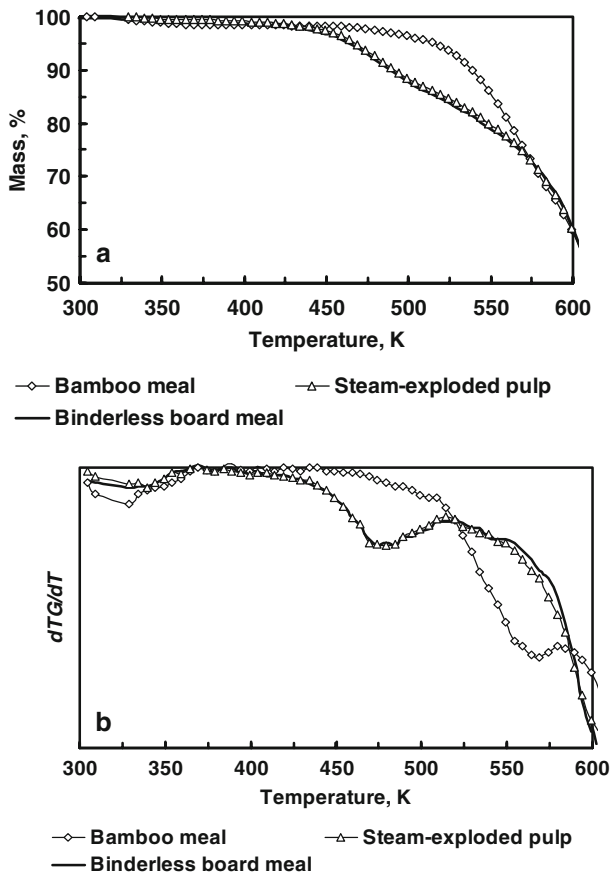 100
90
80
70
60
50
Mass, %
a
300 350 400 450 500 550 600
Temperature, K
Bamboo meal Steam-exploded pulp
Binderless board meal
dTG/dT
b
300 350 400 450 500 550 600
Temperature, K
Bamboo meal Steam-exploded pulp
Binderless board meal